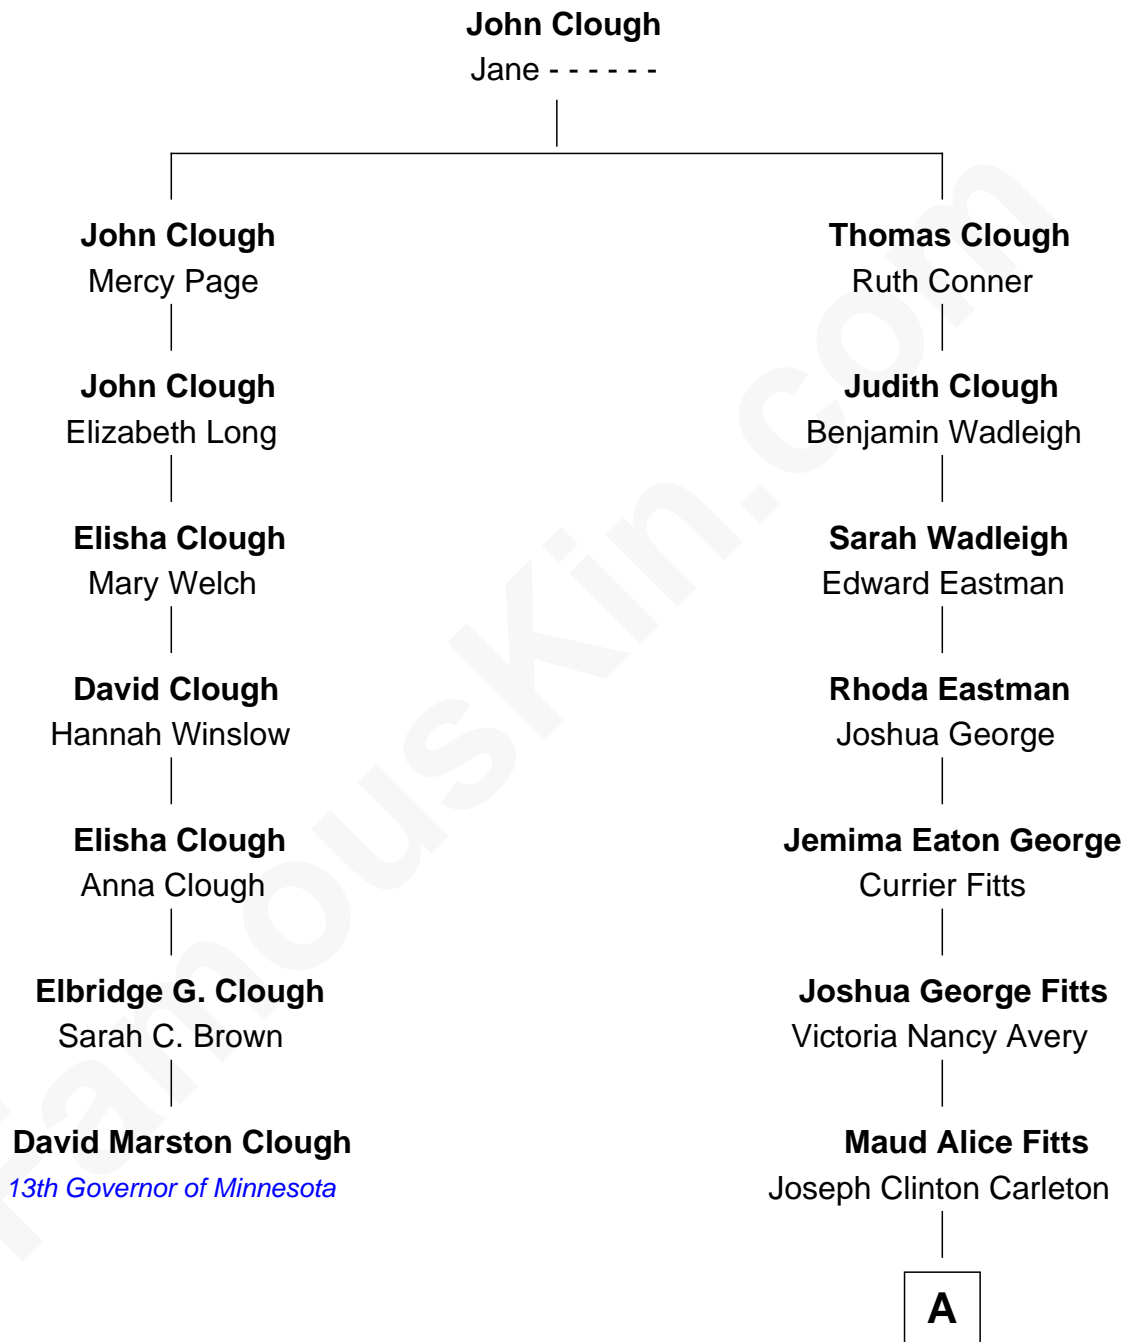 John Clough
Jane - - - - - -
John Clough
Mercy Page
Thomas Clough
Ruth Conner
John Clough
Elizabeth Long
Judith Clough
Benjamin Wadleigh
Elisha Clough
Mary Welch
Sarah Wadleigh
Edward Eastman
David Clough
Hannah Winslow
Rhoda Eastman
Joshua George
Elisha Clough
Anna Clough
Jemima Eaton George
Currier Fitts
Elbridge G. Clough
Sarah C. Brown
Joshua George Fitts
Victoria Nancy Avery
David Marston Clough
13th Governor of Minnesota
Maud Alice Fitts
Joseph Clinton Carleton
A
FamousKin.com